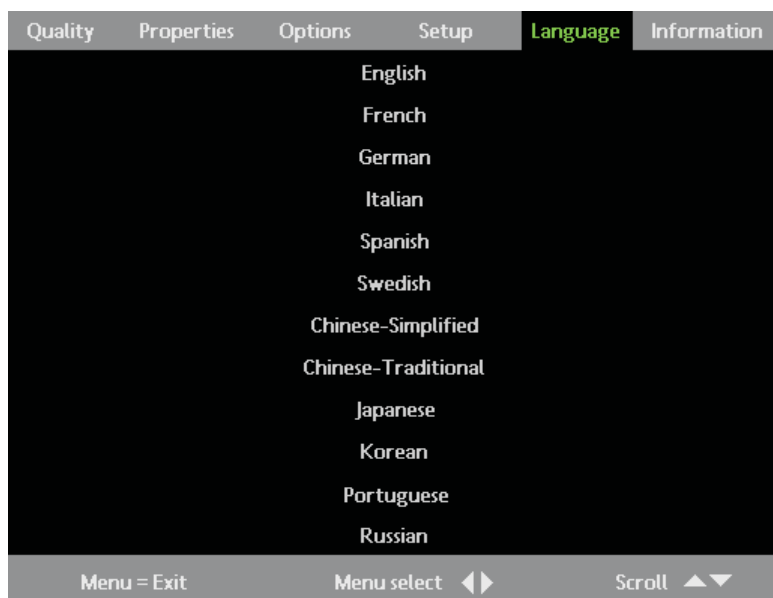 Quality Properties Options Setup Language Information
English
French
German
Italian
Spanish
Swedish
Chinese-Simplified
Chinese-Traditional
Japanese
Korean
Portuguese
Russian
Menu = Exit Menu select Scroll